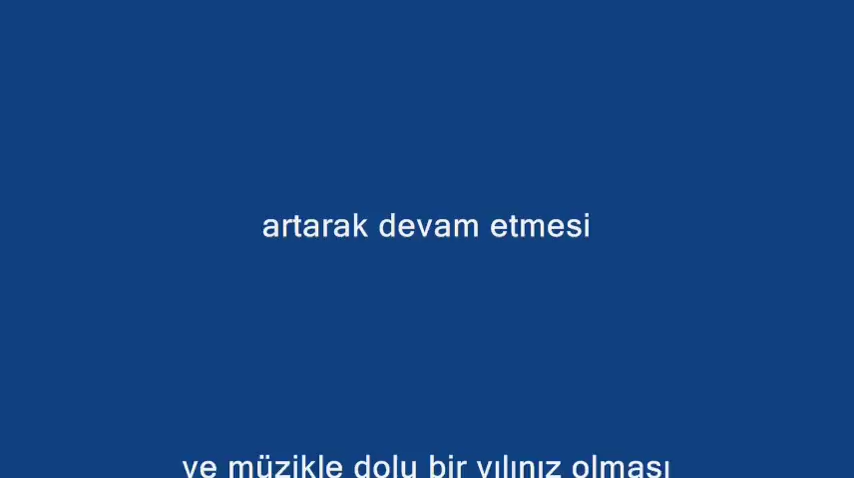 artarak devam etmesi
ve müzikle dolu bir yılınız olması